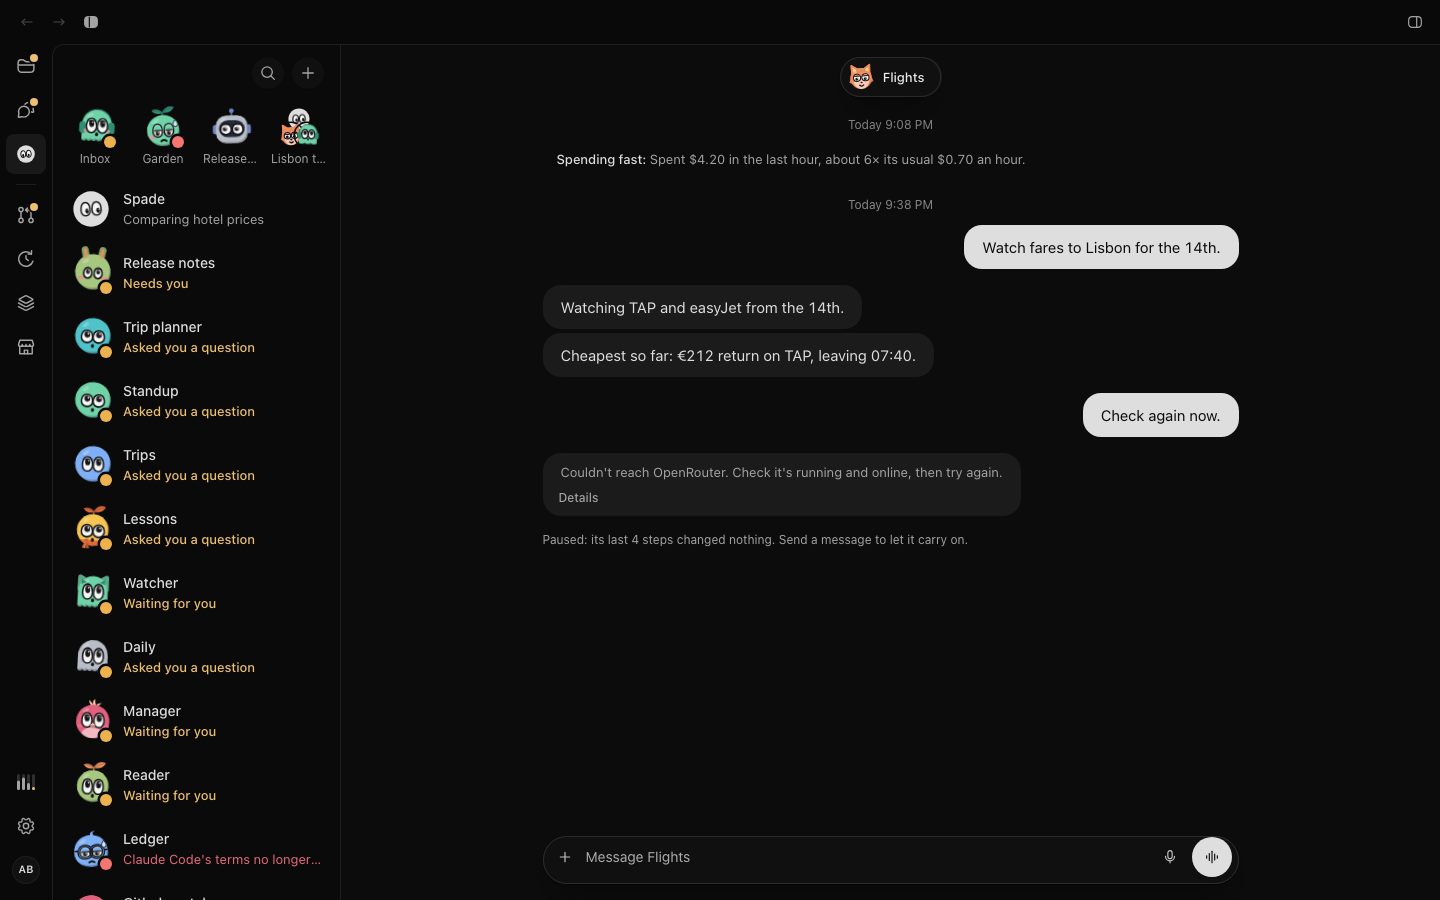 Inbox
Garden
Release...
Lisbon t...
Spade
Comparing hotel prices
Release notes
Needs you
Trip planner
Asked you a question
Standup
Asked you a question
Trips
Asked you a question
Lessons
Asked you a question
Watcher
Waiting for you
Daily
Asked you a question
Manager
Waiting for you
Reader
Waiting for you
Ledger
Claude Code's terms no longer...
AB
Flights
Today 9:08 PM
Spending fast: Spent $4.20 in the last hour, about 6× its usual $0.70 an hour.
Today 9:38 PM
Watch fares to Lisbon for the 14th.
Watching TAP and easyJet from the 14th.
Cheapest so far: €212 return on TAP, leaving 07:40.
Check again now.
Couldn't reach OpenRouter. Check it's running and online, then try again.
Details
Paused: its last 4 steps changed nothing. Send a message to let it carry on.
Message Flights